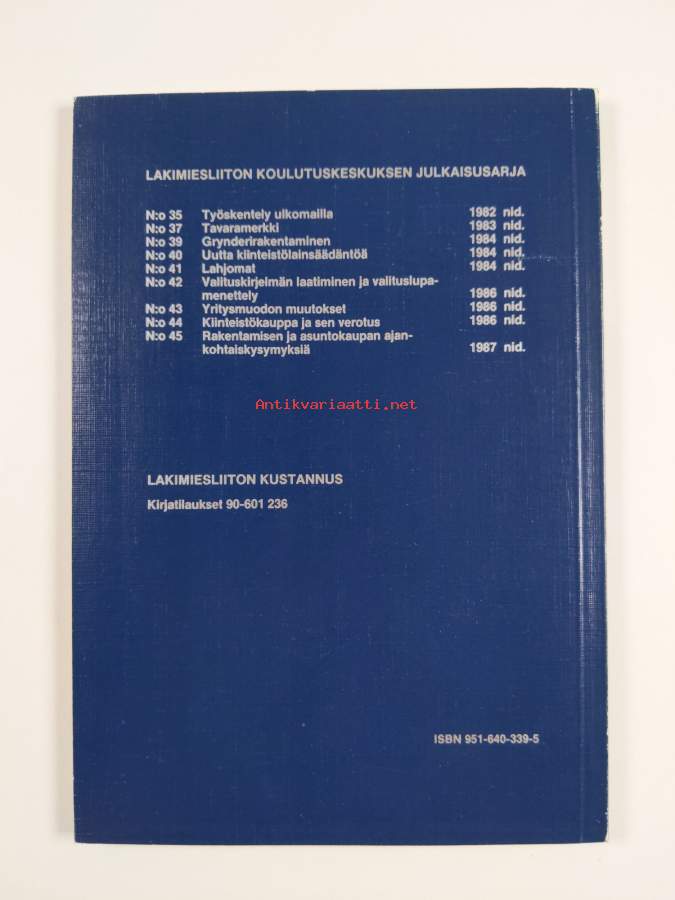 LAKIMIESLIITON KOULUTUSKESKUKSEN JULKAISUSARJA
N:o 35 Työskentely ulkomailla 1982 nid.
N:o 37 Tavaramerkki 1983 nid.
N:o 39 Grynderirakentaminen 1984 nid.
N:o 40 Uutta kiinteistölainsäädäntöä 1984 nid.
N:o 41 Lahjomat 1984 nid.
N:o 42 Valituskirjelmän laatiminen ja valituslupa-
menettely 1986 nid.
N:o 43 Yritysmuodon muutokset 1986 nid.
N:o 44 Kiinteistökauppa ja sen verotus 1986 nid.
N:o 45 Rakentamisen ja asuntokaupan ajan-
kohtaiskysymyksiä 1987 nid.
Antikvariaatti.net
LAKIMIESLIITON KUSTANNUS
Kirjatilaukset 90-601 236
ISBN 951-640-339-5